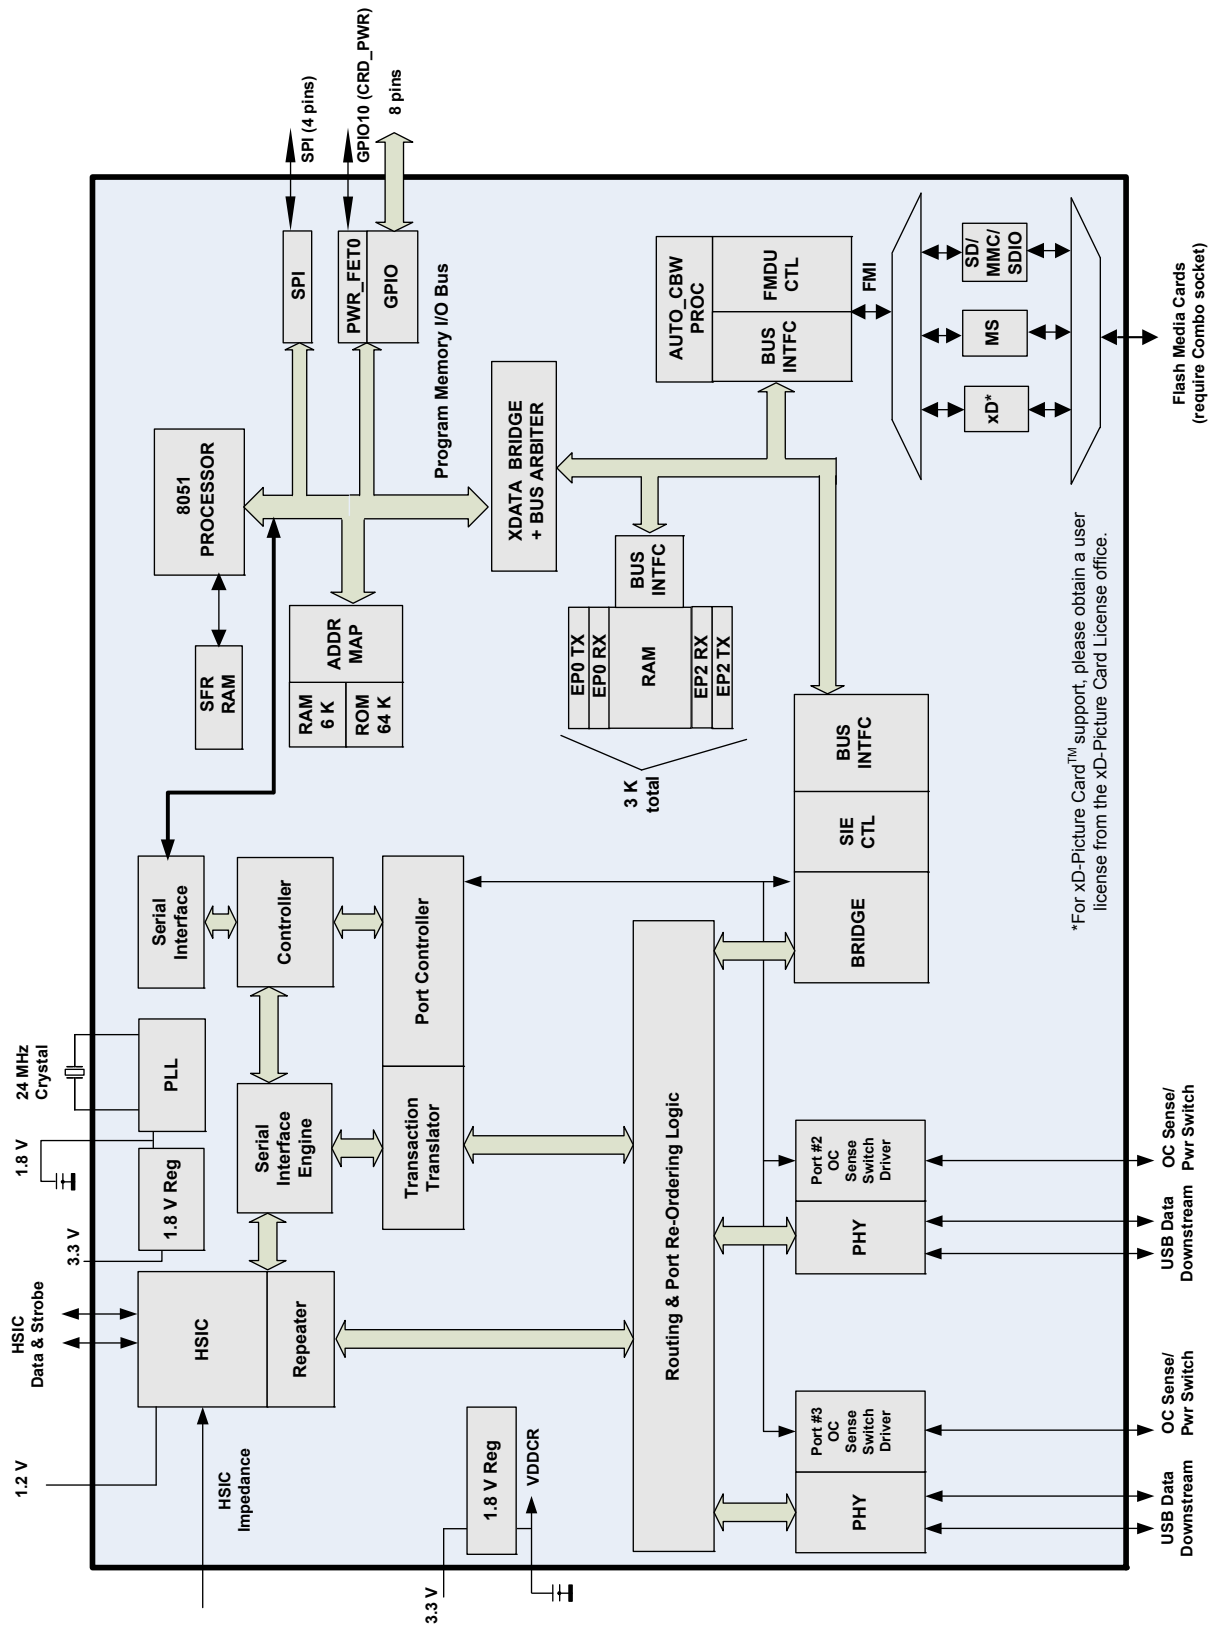 1.2 V
HSIC
Data & Strobe
3.3 V
1.8 V
24 MHz
Crystal
HSIC
Impedance
HSIC
Repeater
1.8 V Reg
PLL
Serial
Interface
Serial
Interface
Engine
Controller
Transaction
Translator
Port Controller
SFR
RAM
8051
PROCESSOR
SPI
SPI (4 pins)
PWR_FET0
GPIO
GPIO10 (CRD_PWR)
8 pins
RAM
6 K
ROM
64 K
ADDR
MAP
Program Memory I/O Bus
3.3 V
1.8 V Reg
VDDCR
XDATA BRIDGE
+ BUS ARBITER
3 K
total
EP0 TX
EP0 RX
RAM
EP2 RX
EP2 TX
BUS
INTFC
AUTO_CBW
PROC
BUS
INTFC
FMDU
CTL
FMI
Routing & Port Re-Ordering Logic
PHY
Port #3
OC
Sense
Switch
Driver
PHY
Port #2
OC
Sense
Switch
Driver
BRIDGE
SIE
CTL
BUS
INTFC
xD*
MS
SD/
MMC/
SDIO
*For xD-Picture Card™ support, please obtain a user
license from the xD-Picture Card License office.
USB Data
Downstream
OC Sense/
Pwr Switch
USB Data
Downstream
OC Sense/
Pwr Switch
Flash Media Cards
(require Combo socket)